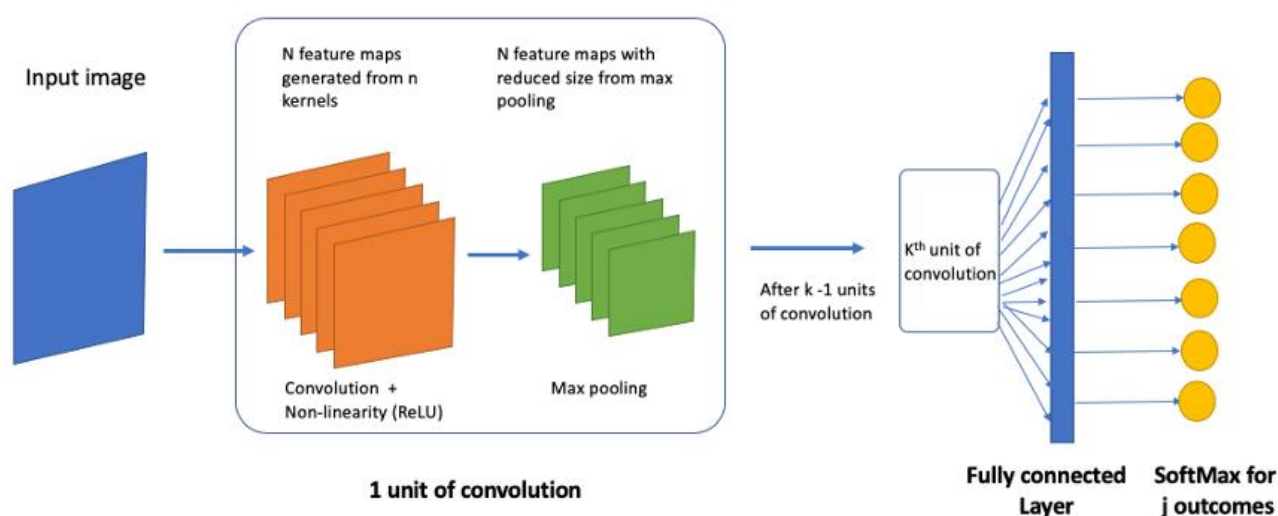 Input image
N feature maps
generated from n
kernels
N feature maps with
reduced size from max
pooling
Convolution +
Non-linearity (ReLU)
Max pooling
1 unit of convolution
After k -1 units
of convolution
Kᵗʰ unit of
convolution
Fully connected
Layer
SoftMax for
j outcomes